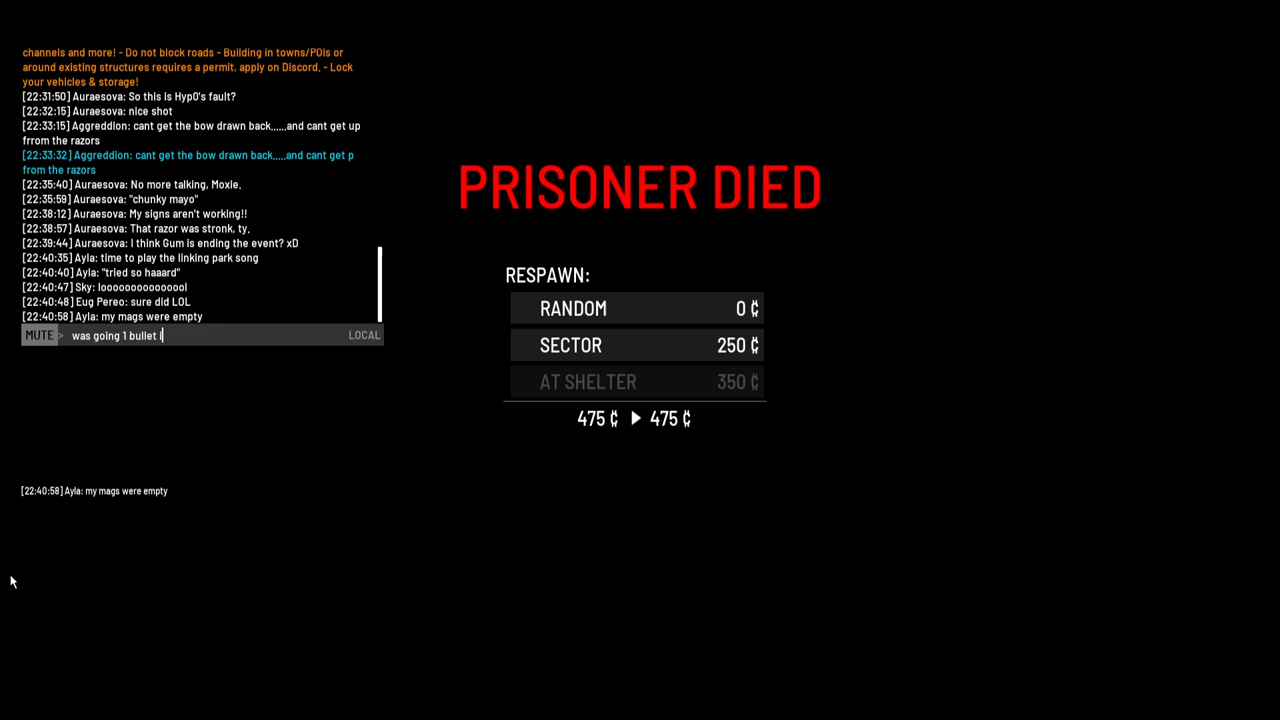 channels and more! - Do not block roads - Building in towns/POIs or
around existing structures requires a permit, apply on Discord. - Lock
your vehicles & storage!
[22:31:50] Auraesova: So this is Hyp0's fault?
[22:32:15] Auraesova: nice shot
[22:33:15] Aggreddion: cant get the bow drawn back......and cant get up
frrom the razors
[22:33:32] Aggreddion: cant get the bow drawn back.....and cant get p
from the razors
[22:35:40] Auraesova: No more talking, Moxie.
[22:35:59] Auraesova: "chunky mayo"
[22:38:12] Auraesova: My signs aren't working!!
[22:38:57] Auraesova: That razor was stronk, ty.
[22:39:44] Auraesova: I think Gum is ending the event? xD
[22:40:35] Ayla: time to play the linking park song
[22:40:40] Ayla: "tried so haaard"
[22:40:47] Sky: looooooooooooool
[22:40:48] Eug Pereo: sure did LOL
[22:40:58] Ayla: my mags were empty
MUTE > was going 1 bullet i LOCAL
[22:40:58] Ayla: my mags were empty
PRISONER DIED
RESPAWN:
RANDOM 0 ₵
SECTOR 250 ₵
AT SHELTER 350 ₵
475 ₵ ▶ 475 ₵